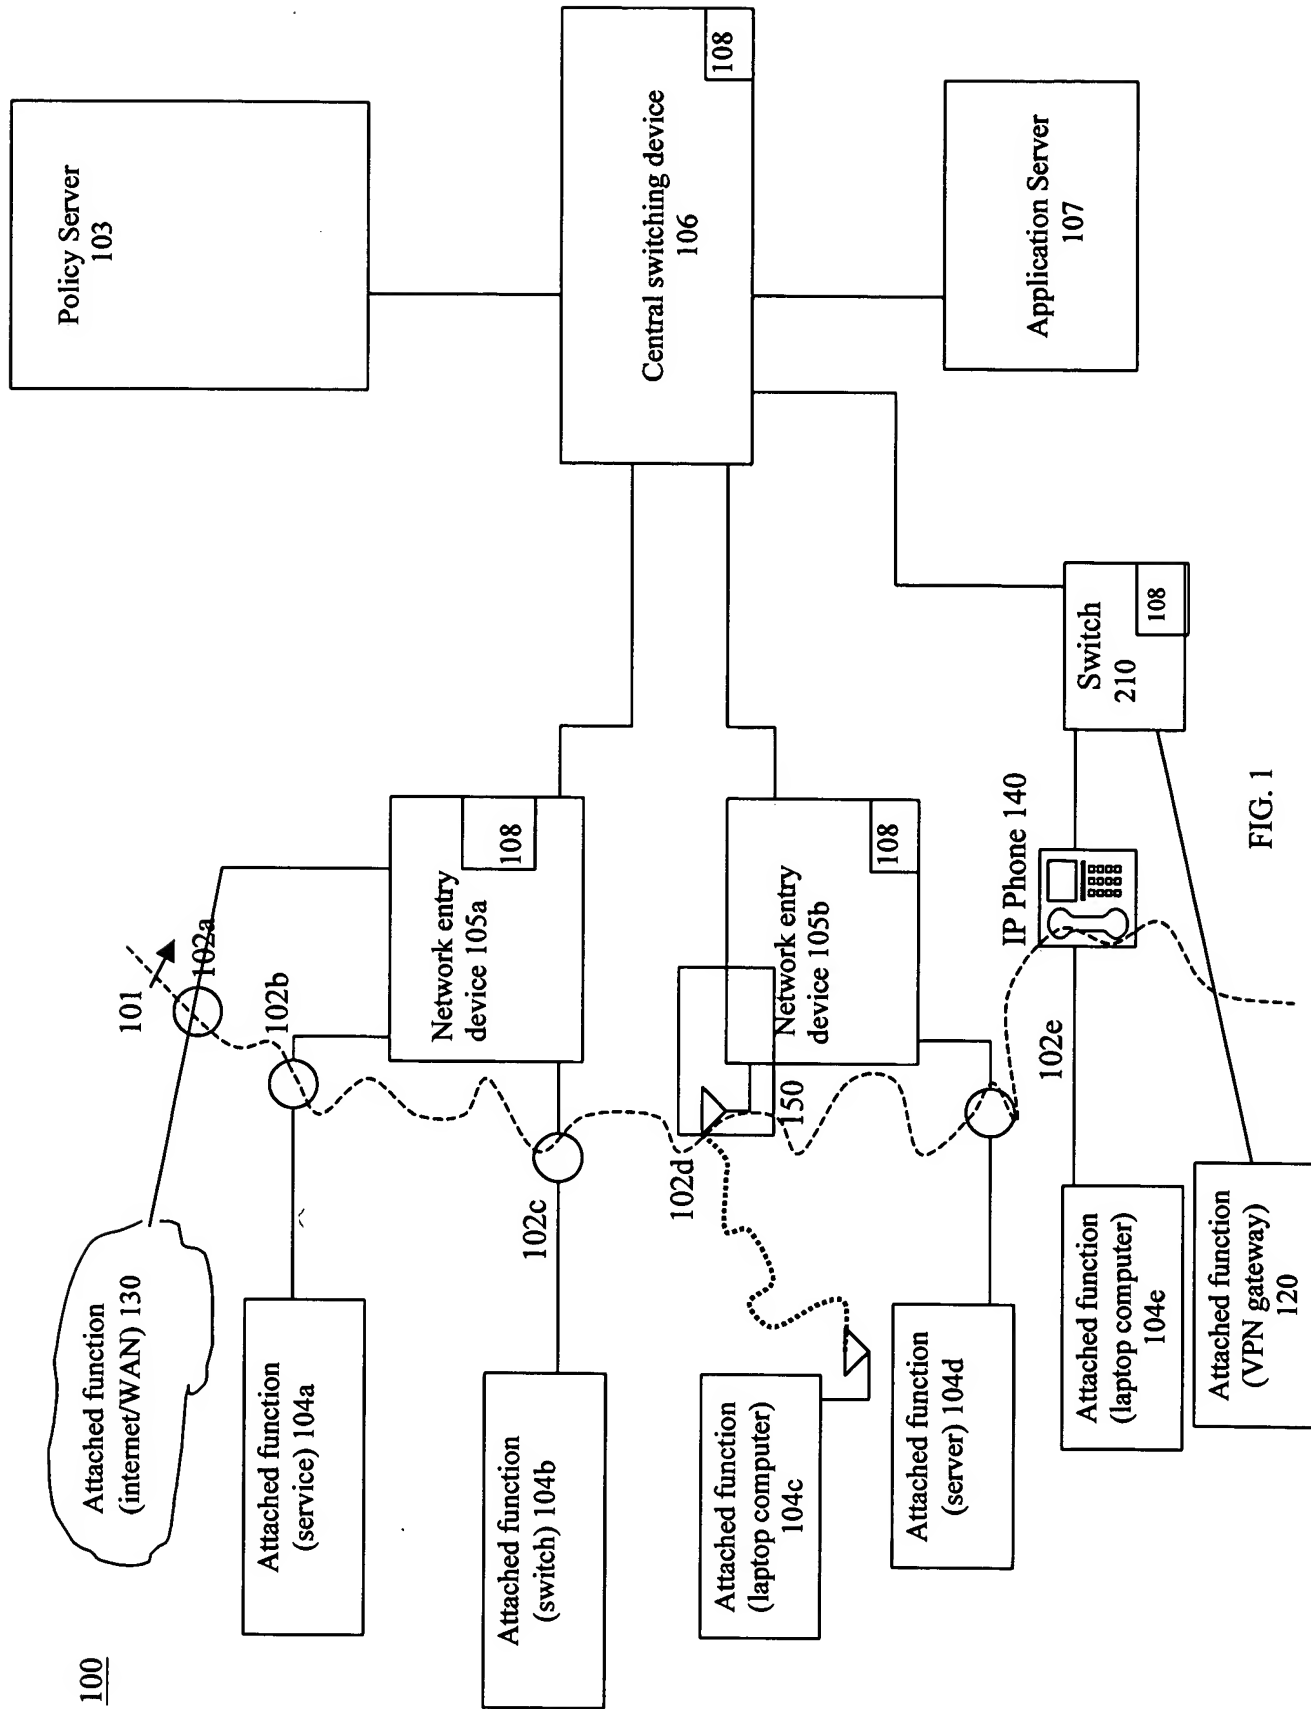 100
Attached function
(internet/WAN) 130
101
102a
Attached function
(service) 104a
102b
Attached function
(switch) 104b
102c
Network entry
device 105a
108
Policy Server
103
Central switching device
106
108
Attached function
(laptop computer)
104c
102d
150
Network entry
device 105b
108
Attached function
(server) 104d
Application Server
107
IP Phone 140
102e
Attached function
(laptop computer)
104e
Switch
210
108
Attached function
(VPN gateway)
120
FIG. 1